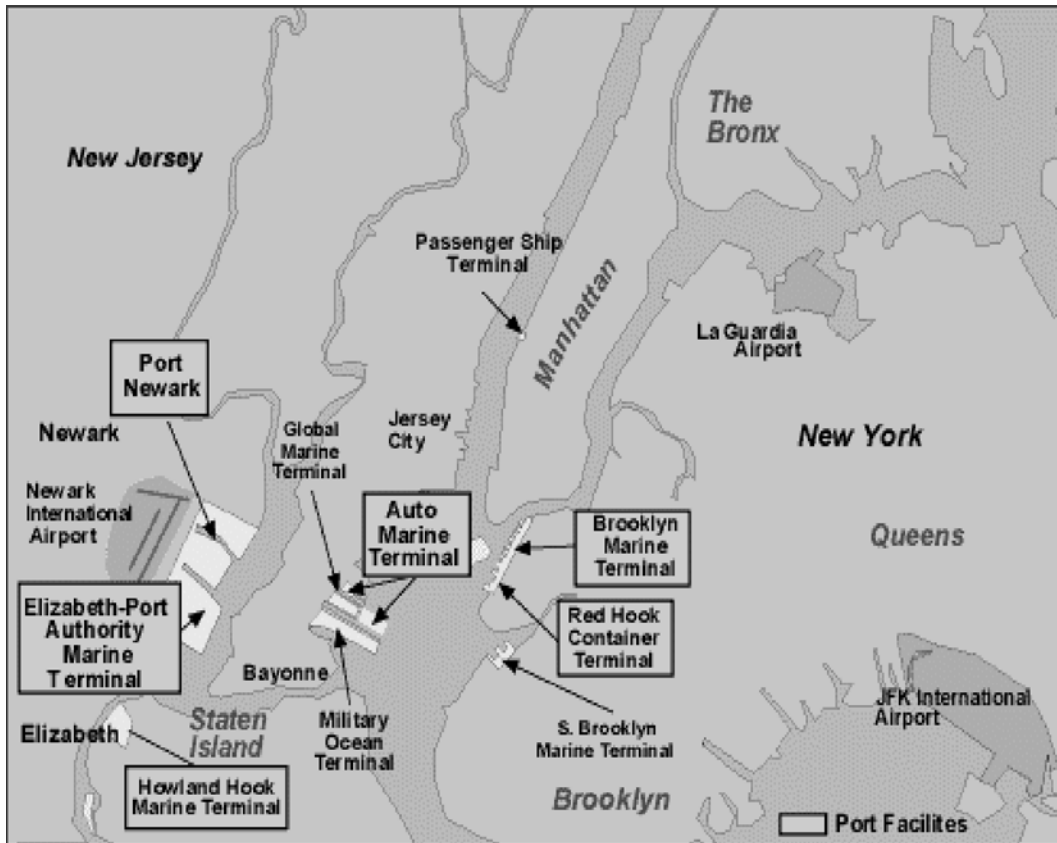 The
Bronx
New Jersey
Passenger Ship
Terminal
Manhattan
La Guardia
Airport
Port
Newark
Jersey
City
Newark
Global
Marine
Terminal
New York
Newark
International
Airport
Auto
Marine
Terminal
Brooklyn
Marine
Terminal
Queens
Elizabeth-Port
Authority
Marine
Terminal
Red Hook
Container
Terminal
Bayonne
JFK International
Airport
Staten
Island
Military
Ocean
Terminal
S. Brooklyn
Marine Terminal
Elizabeth
Howland Hook
Marine Terminal
Brooklyn
Port Facilites